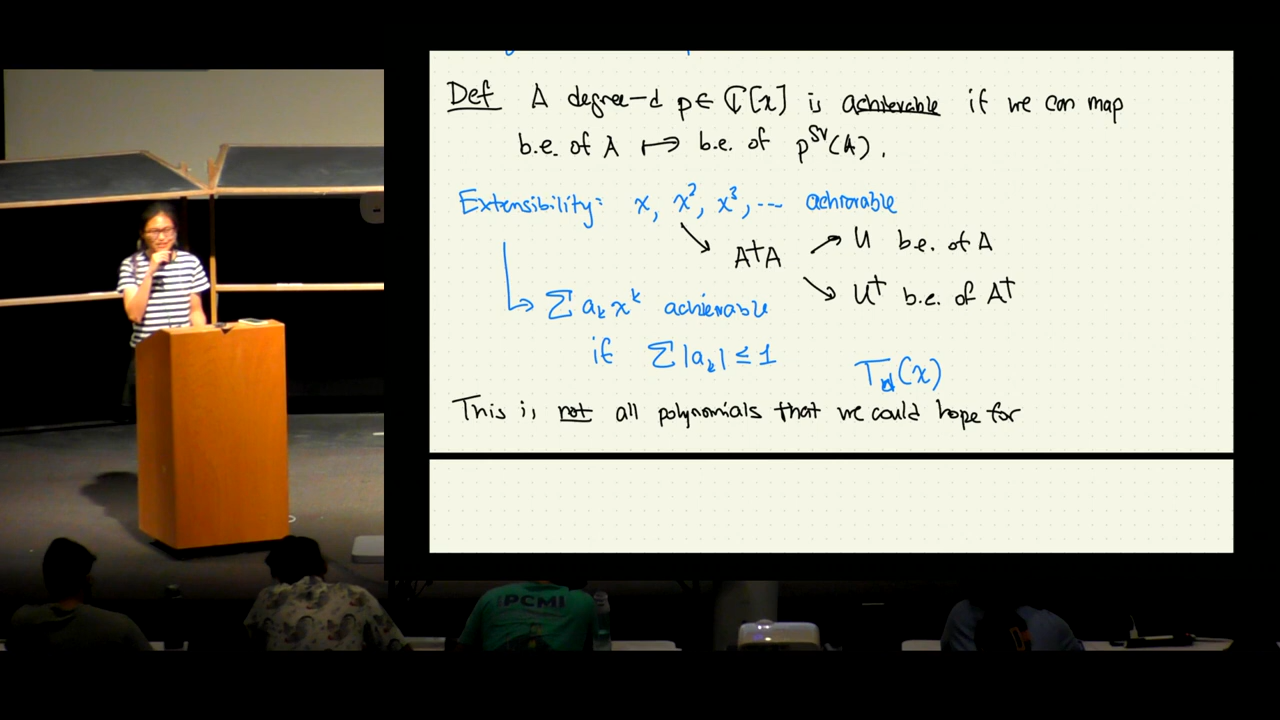 Def A degree-d p ∈ ℂ[x] is achievable if we can map
b.e. of A ↦ b.e. of p^SV(A).
Extensibility: x, x², x³, ... achievable
A†A
↗ U b.e. of A
↘ U† b.e. of A†
↳ Σ a_k x^k achievable
if Σ |a_k| ≤ 1
T_d(x)
This is not all polynomials that we could hope for
PCMI